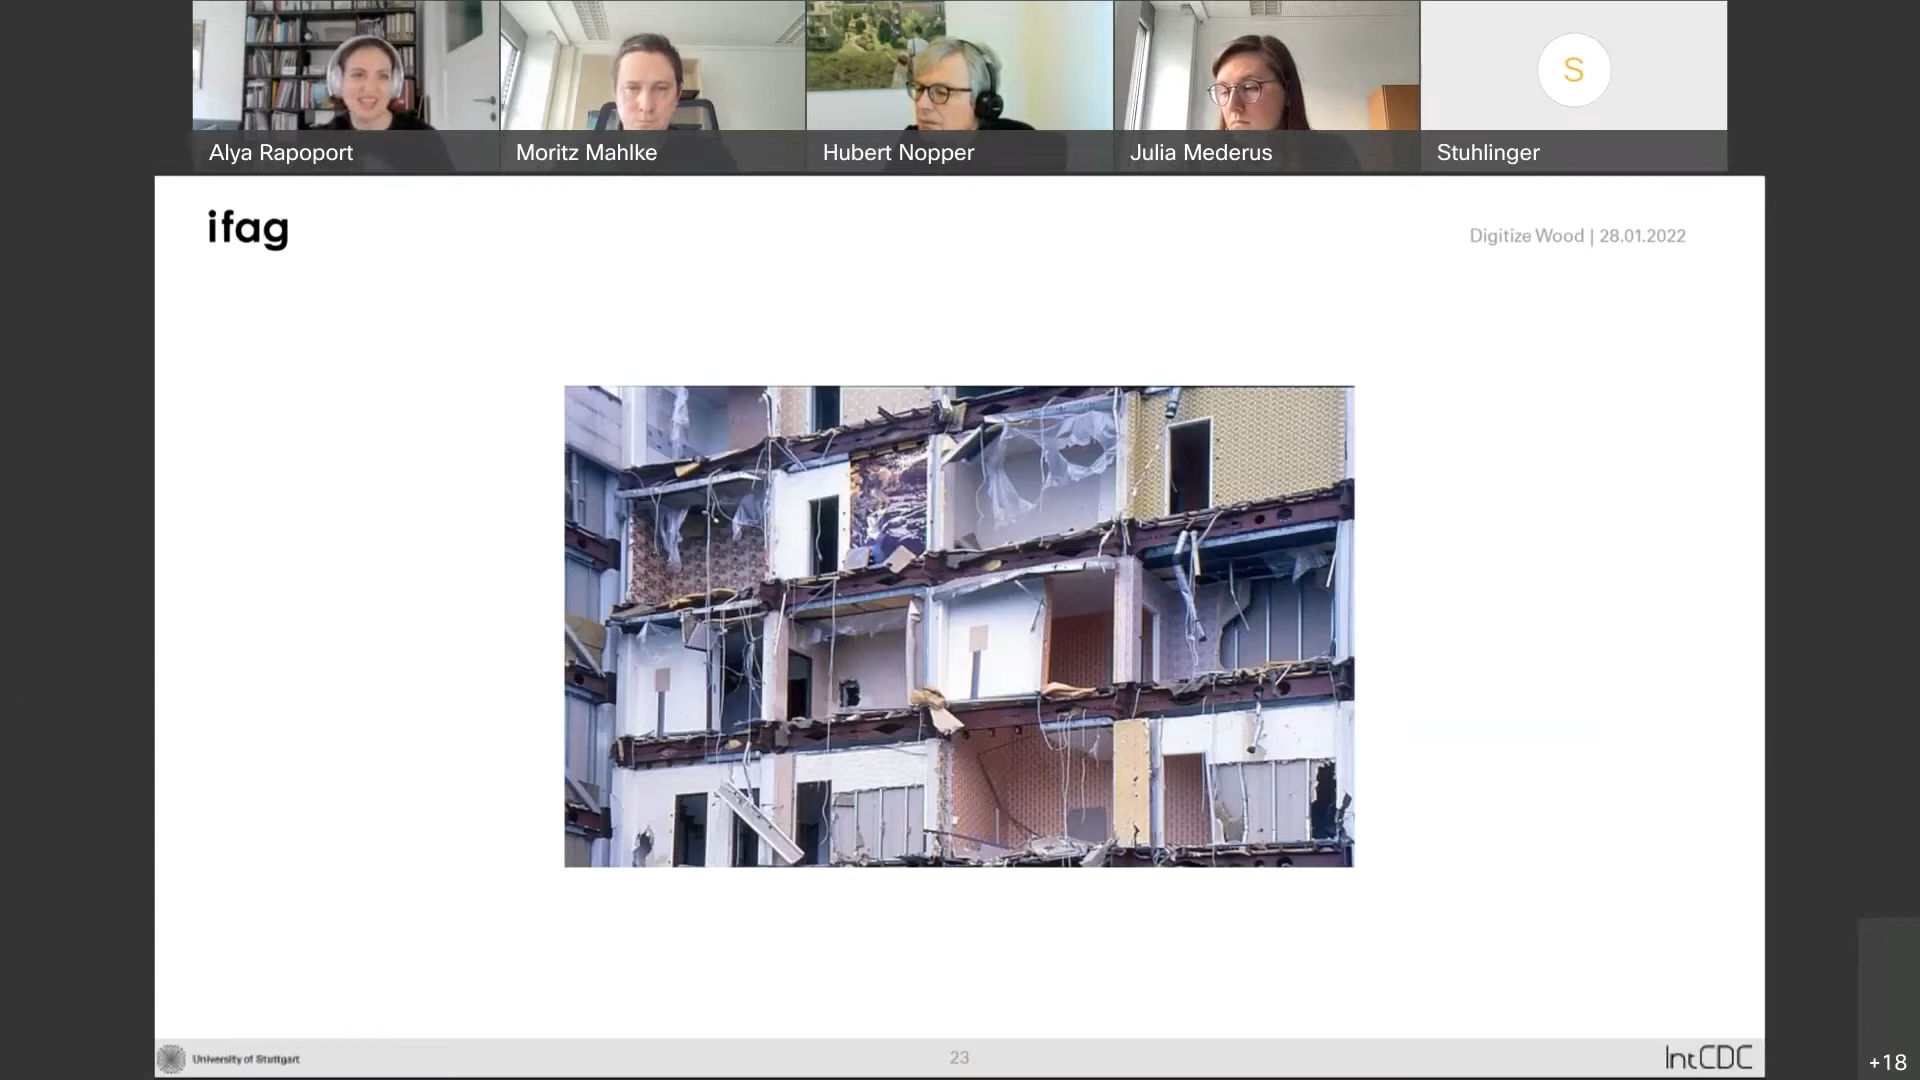 Alya Rapoport
Moritz Mahlke
Hubert Nopper
Julia Mederus
S
Stuhlinger
ifag
Digitize Wood | 28.01.2022
University of Stuttgart
23
IntCDC
+18